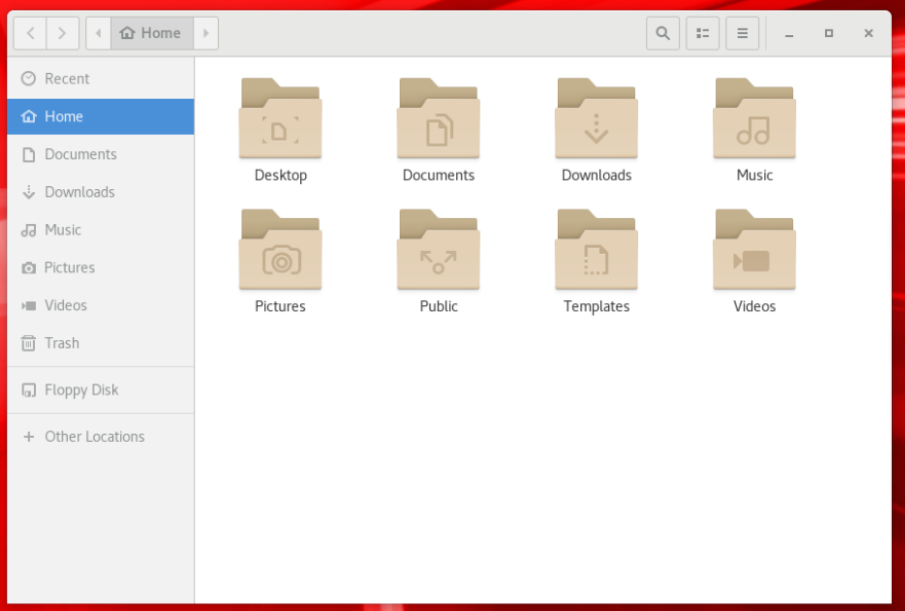 Home
Recent
Home
Documents
Downloads
Music
Pictures
Videos
Trash
Floppy Disk
Other Locations
Desktop Documents Downloads Music
Pictures Public Templates Videos